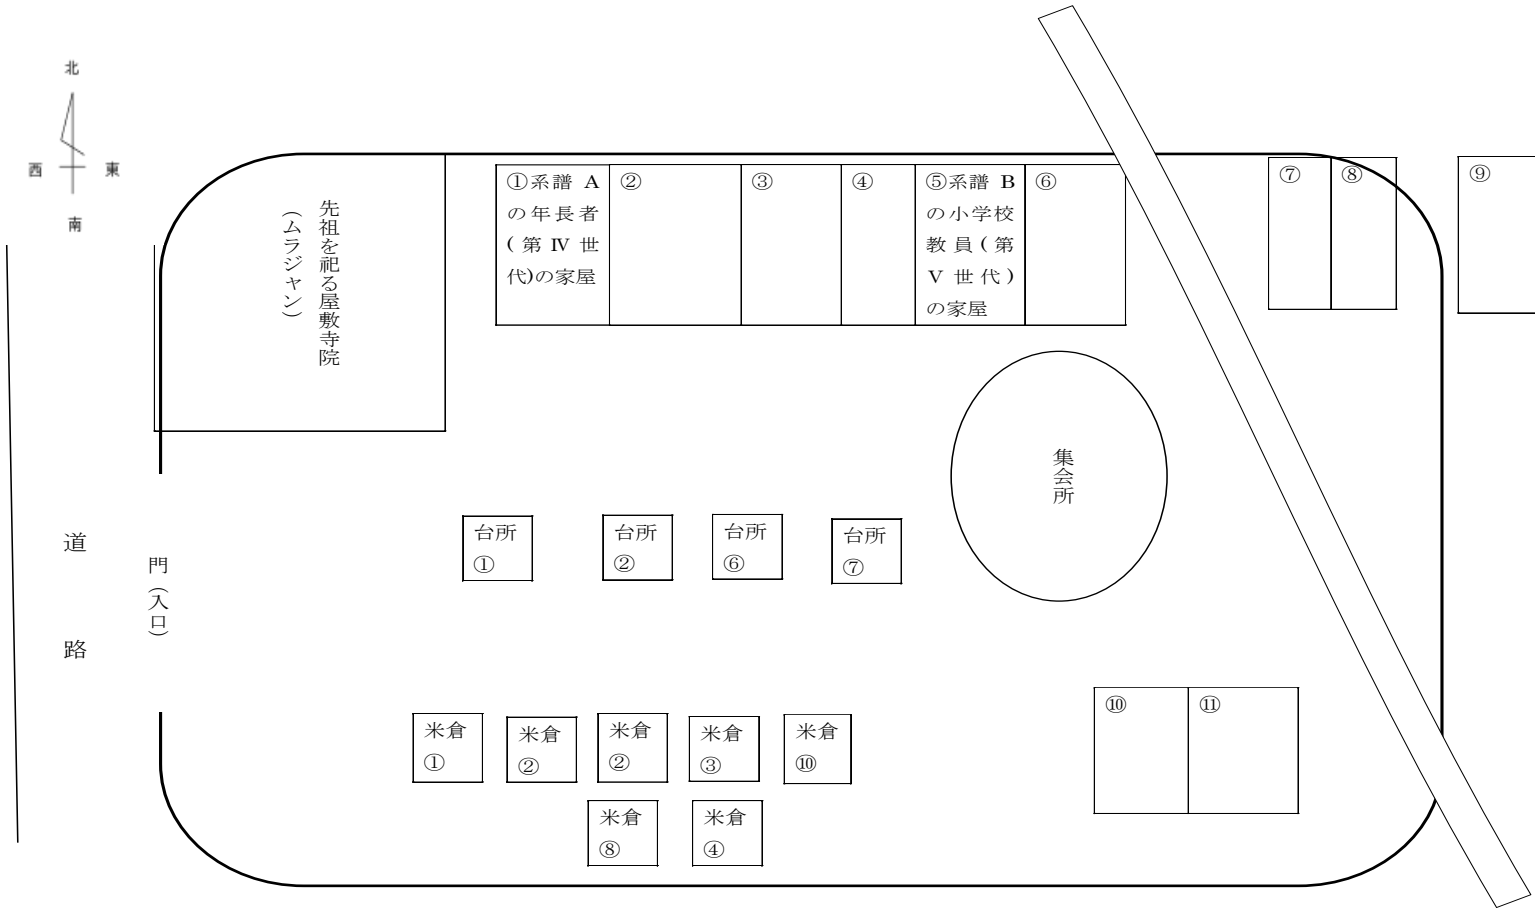 北
西
東
南
先祖を祀る屋敷寺院
（ムラジャン）
①系譜 A
の年長者
(第 Ⅳ 世
代)の家屋
②
③
④
⑤系譜 B
の小学校
教員(第
Ⅴ 世代)
の家屋
⑥
⑦
⑧
⑨
集会所
道路
門（入口）
台所
①
台所
②
台所
⑥
台所
⑦
米倉
①
米倉
②
米倉
②
米倉
③
米倉
⑩
米倉
⑧
米倉
④
⑩
⑪